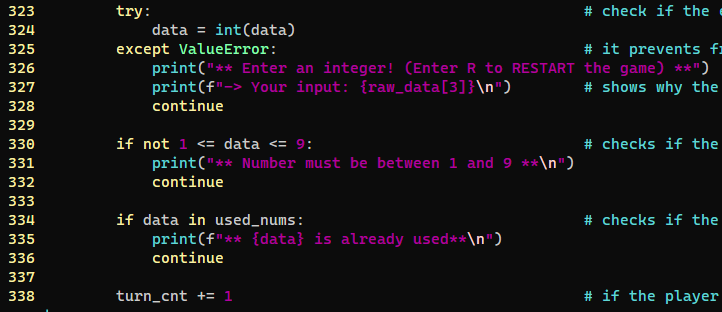 323         try:                                             # check if the
324             data = int(data)
325         except ValueError:                               # it prevents
326             print("** Enter an integer! (Enter R to RESTART the game) **")
327             print(f"-> Your input: {raw_data[3]}\n")        # shows why the
328             continue
329
330         if not 1 <= data <= 9:                           # checks if the
331             print("** Number must be between 1 and 9 **\n")
332             continue
333
334         if data in used_nums:                            # checks if the
335             print(f"** {data} is already used**\n")
336             continue
337
338         turn_cnt += 1                                    # if the player